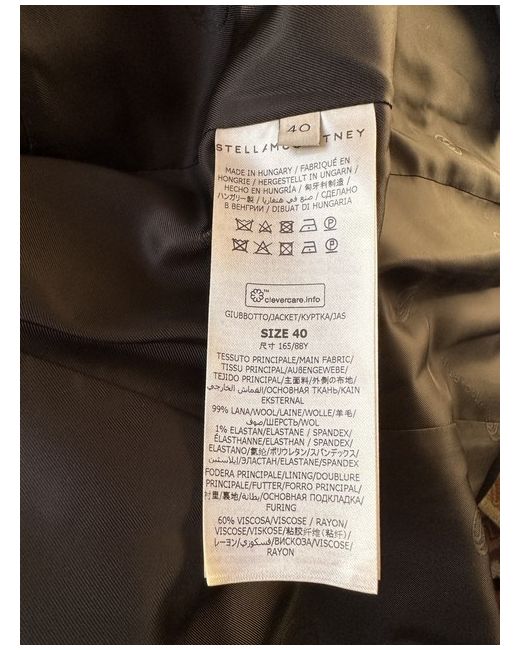 40
STELLA McCARTNEY
MADE IN HUNGARY / FABRIQUÉ EN
HONGRIE / HERGESTELLT IN UNGARN /
HECHO EN HUNGRÍA / 匈牙利制造 /
ハンガリー製 / صنع في هنغاريا / СДЕЛАНО
В ВЕНГРИИ / DIBUAT DI HUNGARIA
clevercare.info
GIUBBOTTO/JACKET/КУРТКА/JAS
SIZE 40
尺寸 165/88Y
TESSUTO PRINCIPALE/MAIN FABRIC/
TISSU PRINCIPAL/AUßENGEWEBE/
TEJIDO PRINCIPAL/主面料/外側の布地/
القماش الخارجي/ОСНОВНАЯ ТКАНЬ/KAIN
EKSTERNAL
99% LANA/WOOL/LAINE/WOLLE/羊毛/
صوف/ШЕРСТЬ/WOL
1% ELASTAN/ELASTANE / SPANDEX/
ÉLASTHANNE/ELASTHAN / SPANDEX/
ELASTANO/氨纶/ポリウレタン/スパンデックス/
إيلاستين/ЭЛАСТАН/ELASTANE / SPANDEX
FODERA PRINCIPALE/LINING/DOUBLURE
PRINCIPALE/FUTTER/FORRO PRINCIPAL/
衬里/裏地/بطانة/ОСНОВНАЯ ПОДКЛАДКА/
FURING
60% VISCOSA/VISCOSE / RAYON/
VISCOSE/VISKOSE/粘胶纤维(粘纤)/
レーヨン/فسكوزي/ВИСКОЗА/VISCOSE/
RAYON